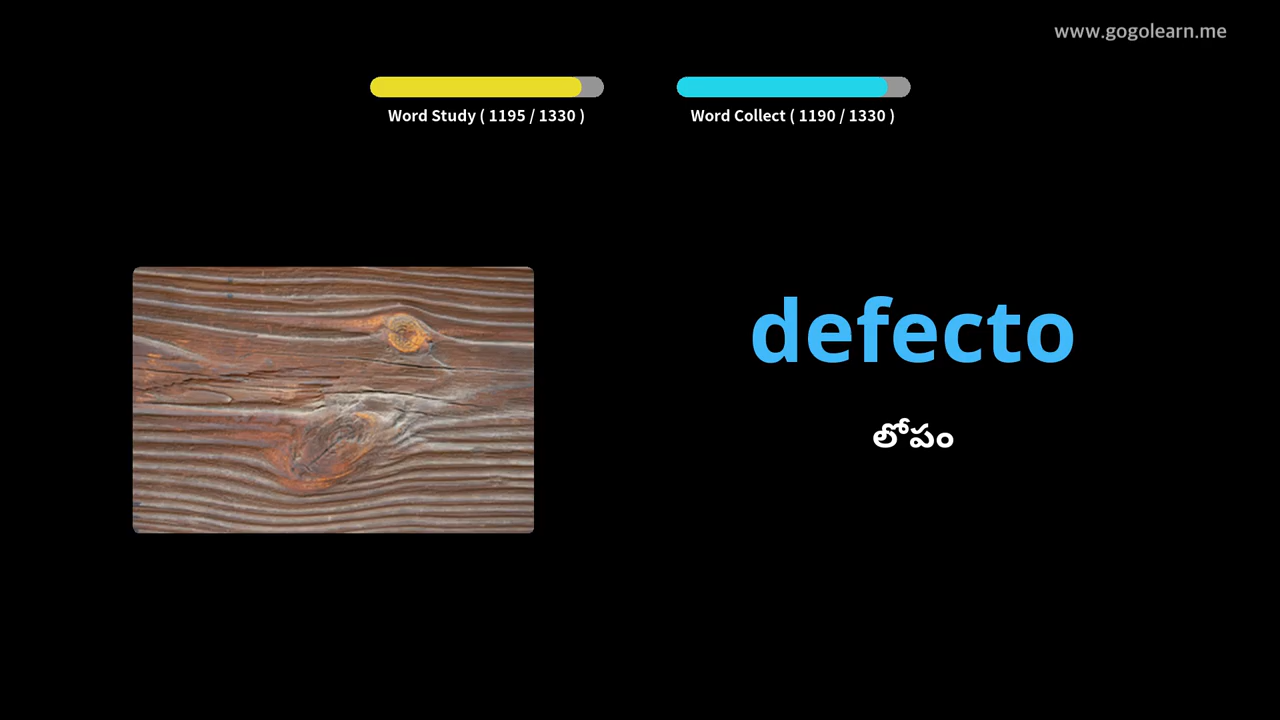 www.gogolearn.me
Word Study ( 1195 / 1330 )
Word Collect ( 1190 / 1330 )
defecto
లోపం